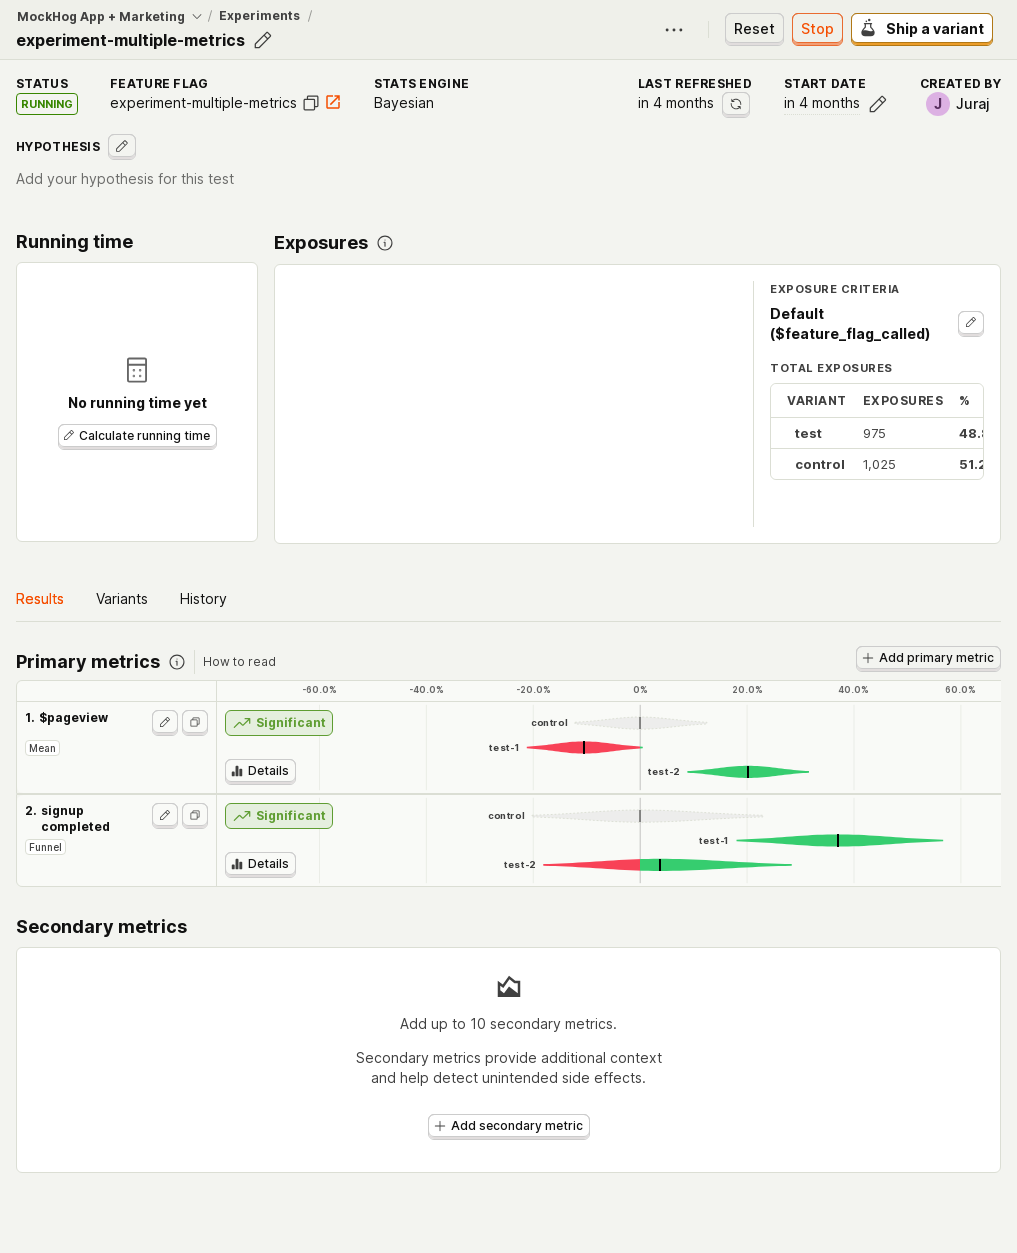 MockHog App + Marketing / Experiments /
experiment-multiple-metrics
Reset
Stop
Ship a variant
STATUS
RUNNING
FEATURE FLAG
experiment-multiple-metrics
STATS ENGINE
Bayesian
LAST REFRESHED
in 4 months
START DATE
in 4 months
CREATED BY
J Juraj
HYPOTHESIS
Add your hypothesis for this test
Running time
No running time yet
Calculate running time
Exposures
EXPOSURE CRITERIA
Default
($feature_flag_called)
TOTAL EXPOSURES
VARIANT EXPOSURES %
test 975 48.
control 1,025 51.2
Results Variants History
Primary metrics How to read
Add primary metric
-60.0% -40.0% -20.0% 0% 20.0% 40.0% 60.0%
1. $pageview
Mean
Significant
Details
control
test-1
test-2
2. signup
completed
Funnel
Significant
Details
control
test-1
test-2
Secondary metrics
Add up to 10 secondary metrics.
Secondary metrics provide additional context
and help detect unintended side effects.
Add secondary metric